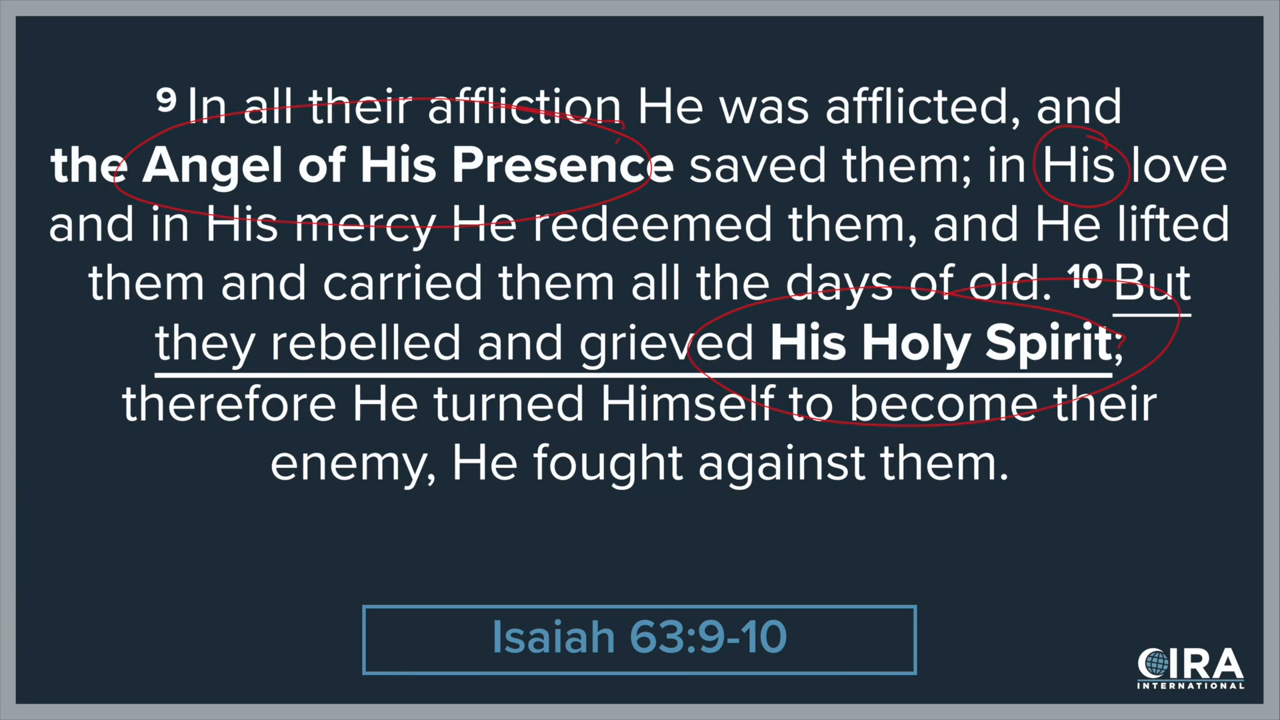 9 In all their affliction He was afflicted, and
the Angel of His Presence saved them; in His love
and in His mercy He redeemed them, and He lifted
them and carried them all the days of old. 10 But
they rebelled and grieved His Holy Spirit;
therefore He turned Himself to become their
enemy, He fought against them.
Isaiah 63:9-10
CIRA
INTERNATIONAL